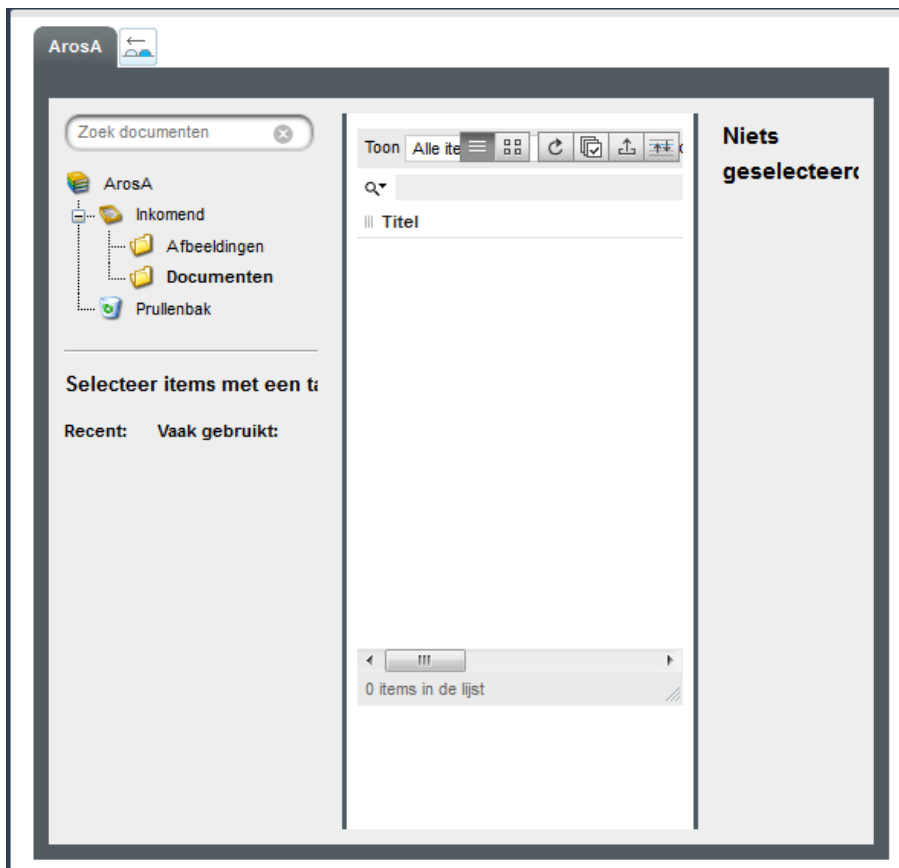 ArosA
Zoek documenten
ArosA
Inkomend
Afbeeldingen
Documenten
Prullenbak
Selecteer items met een ta
Recent: Vaak gebruikt:
Toon Alle ite
Titel
0 items in de lijst
Niets
geselecteerd